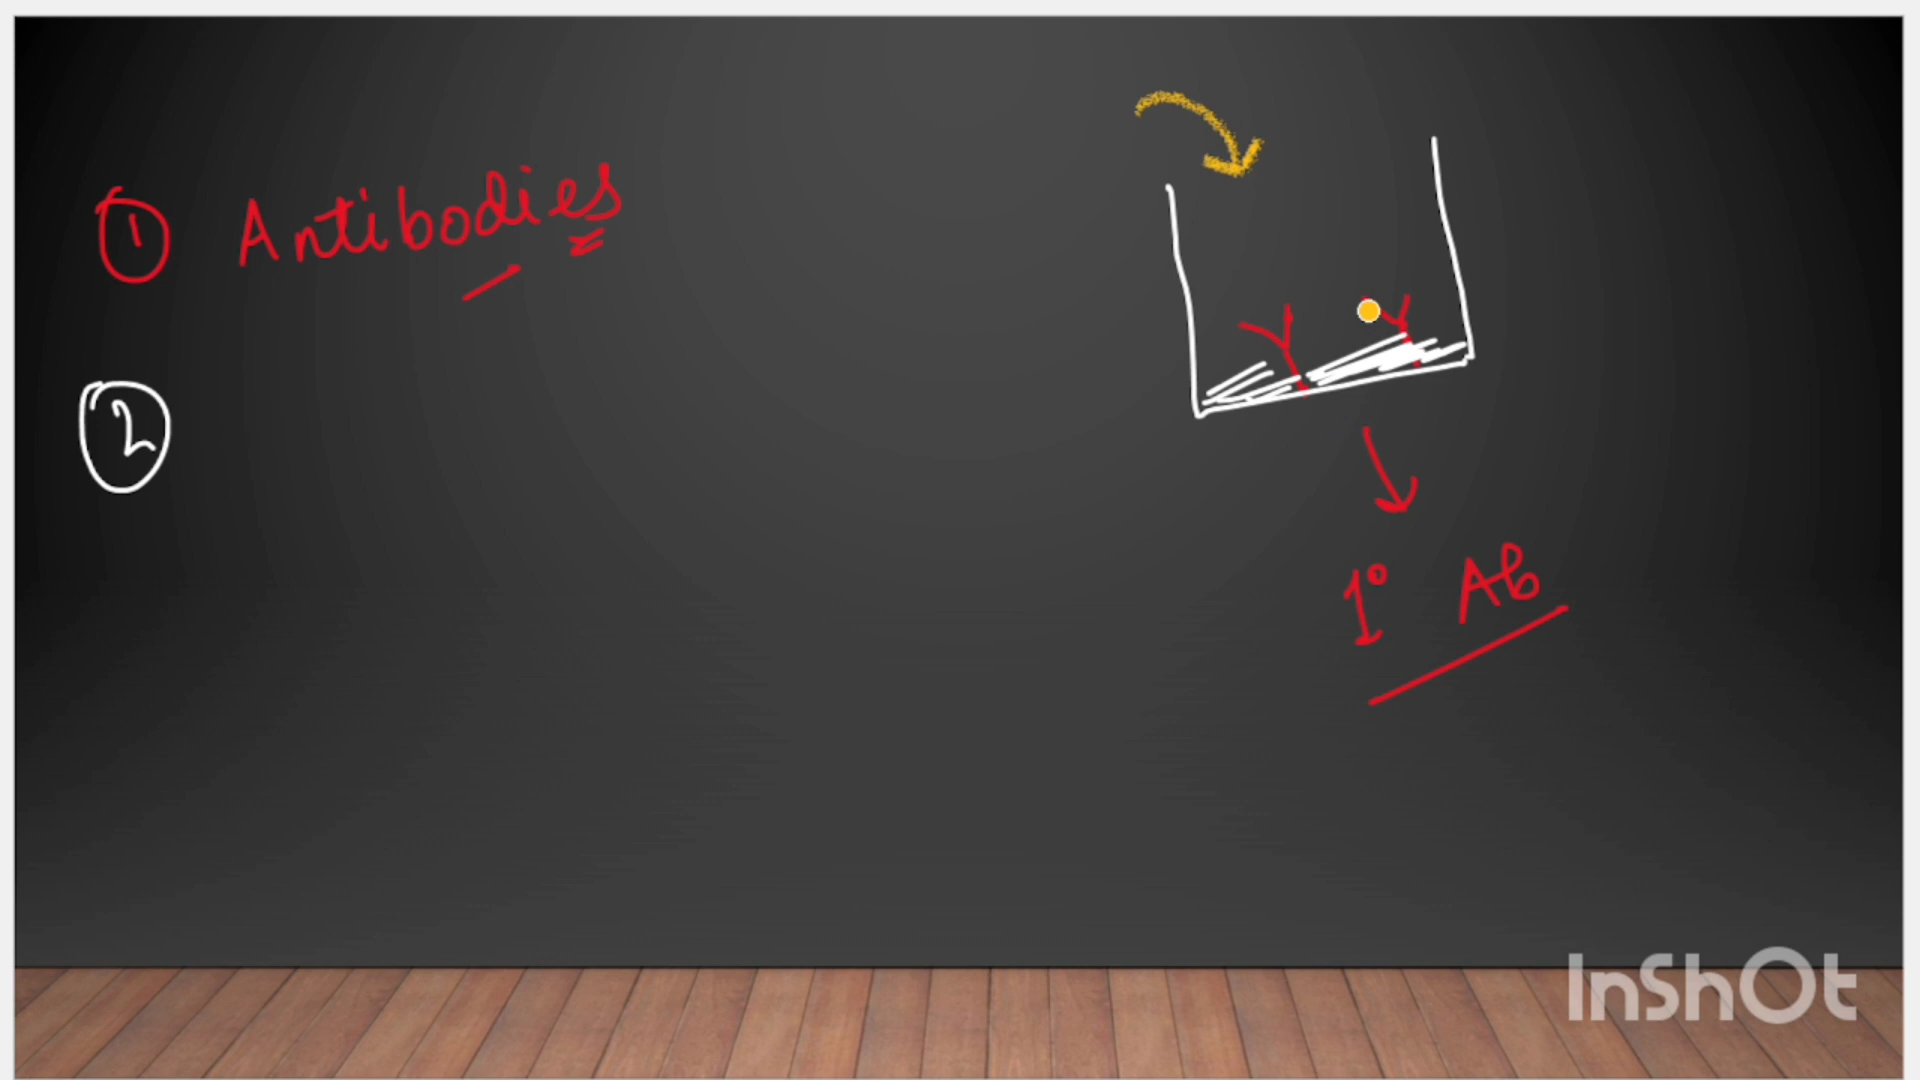 ① Antibodies
②
1° Ab
InShOt